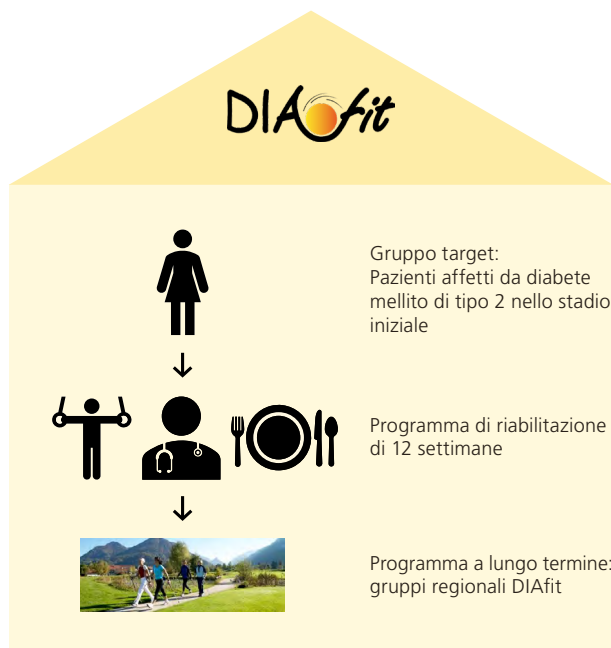 DIAfit
Gruppo target:
Pazienti affetti da diabete
mellito di tipo 2 nello stadio
iniziale
Programma di riabilitazione
di 12 settimane
Programma a lungo termine:
gruppi regionali DIAfit